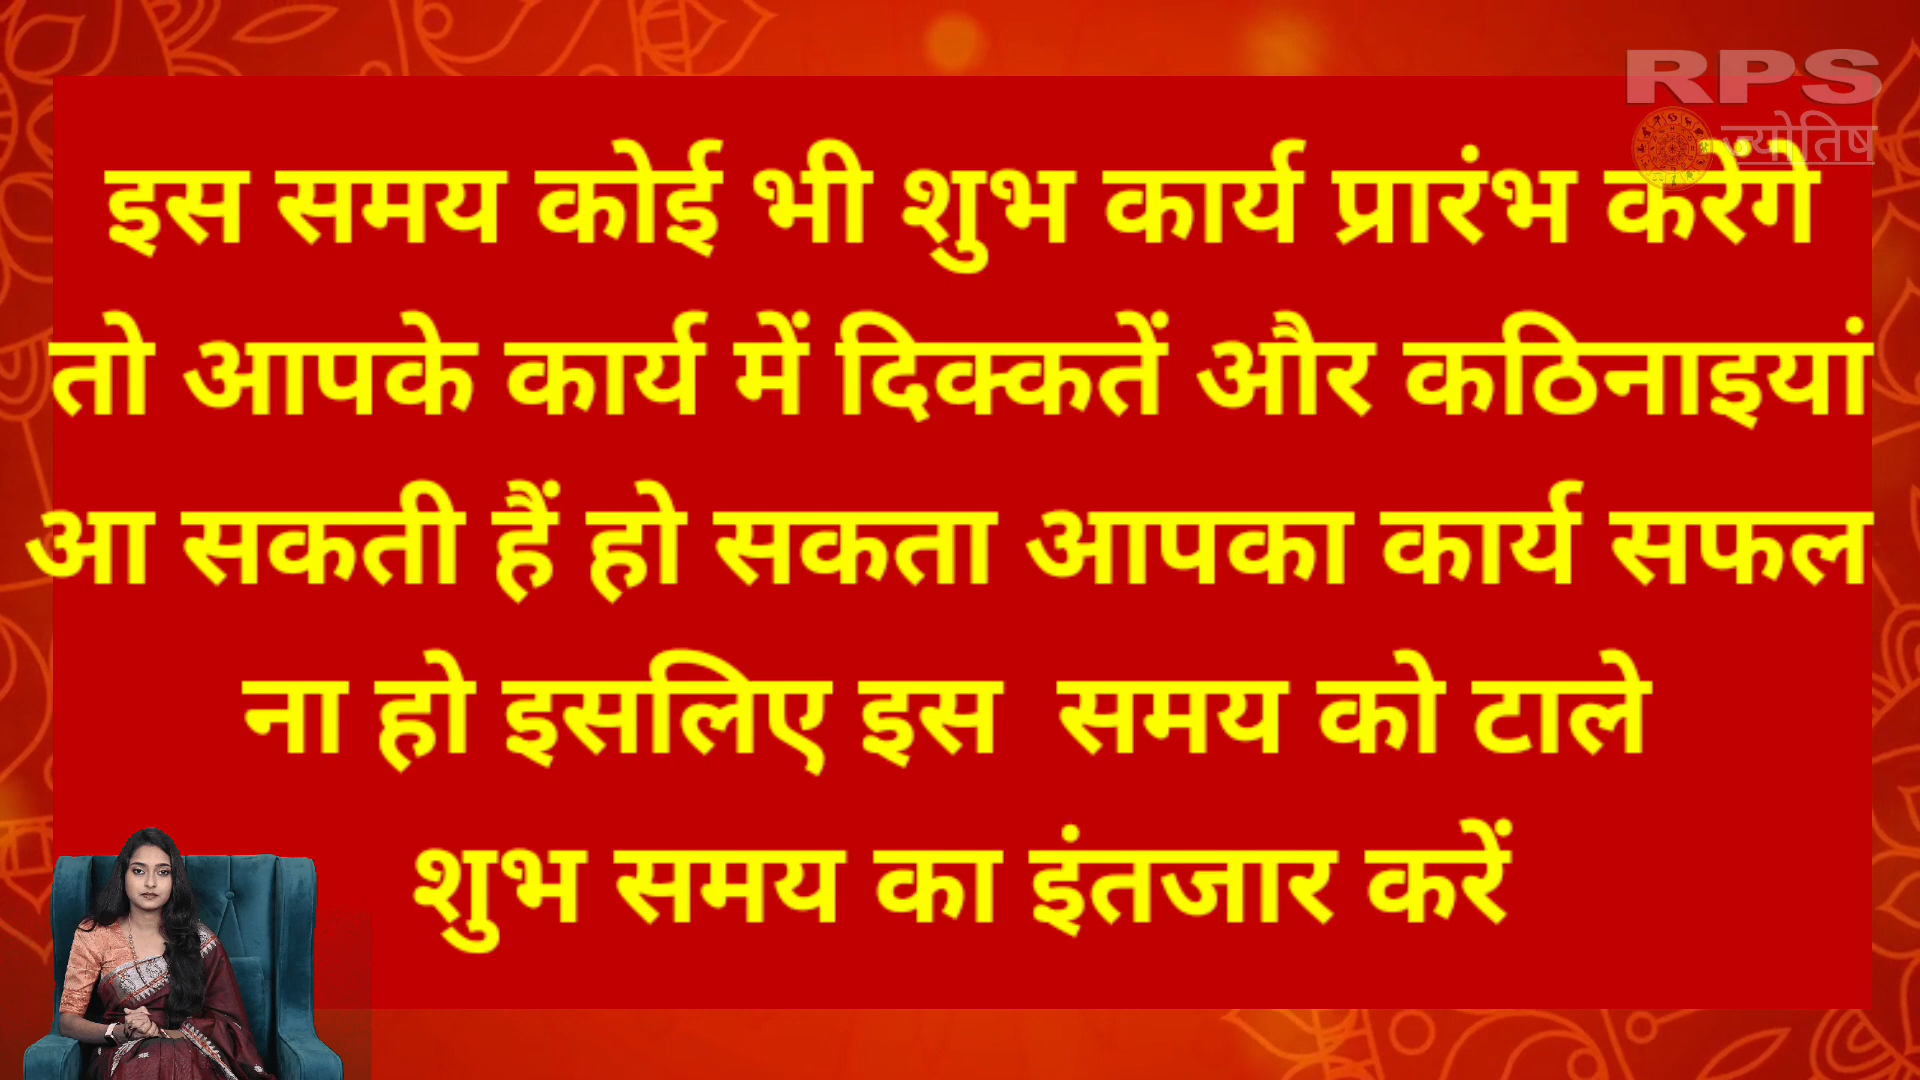 RPS
ज्योतिष
इस समय कोई भी शुभ कार्य प्रारंभ करेंगे
तो आपके कार्य में दिक्कतें और कठिनाइयां
आ सकती हैं हो सकता आपका कार्य सफल
ना हो इसलिए इस समय को टाले
शुभ समय का इंतजार करें